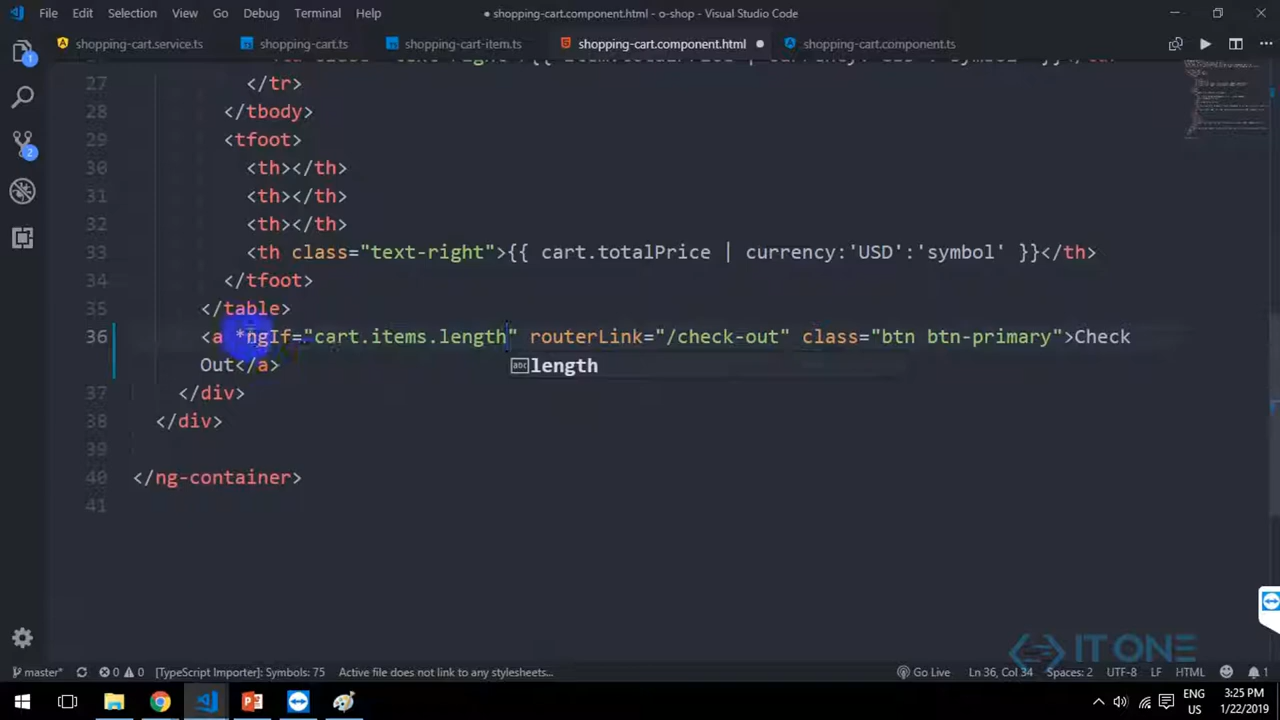 File Edit Selection View Go Debug Terminal Help
● shopping-cart.component.html - o-shop - Visual Studio Code
shopping-cart.service.ts shopping-cart.ts shopping-cart-item.ts shopping-cart.component.html ● shopping-cart.component.ts
27 </tr>
28 </tbody>
29 <tfoot>
30 <th></th>
31 <th></th>
32 <th></th>
33 <th class="text-right">{{ cart.totalPrice | currency:'USD':'symbol' }}</th>
34 </tfoot>
35 </table>
36 <a *ngIf="cart.items.length" routerLink="/check-out" class="btn btn-primary">Check
Out</a>
abc length
37 </div>
38 </div>
39
40 </ng-container>
41
1
2
IT ONE
master* 0 0 [TypeScript Importer]: Symbols: 75 Active file does not link to any stylesheets... Go Live Ln 36, Col 34 Spaces: 2 UTF-8 LF HTML 1
ENG 3:25 PM
US 1/22/2019